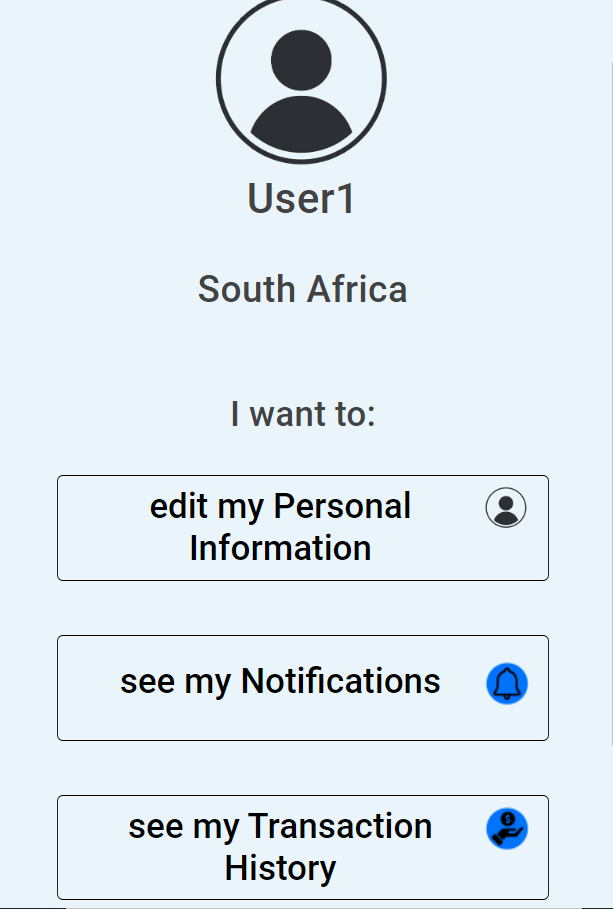 User1
South Africa
I want to:
edit my Personal
Information
see my Notifications
see my Transaction
History